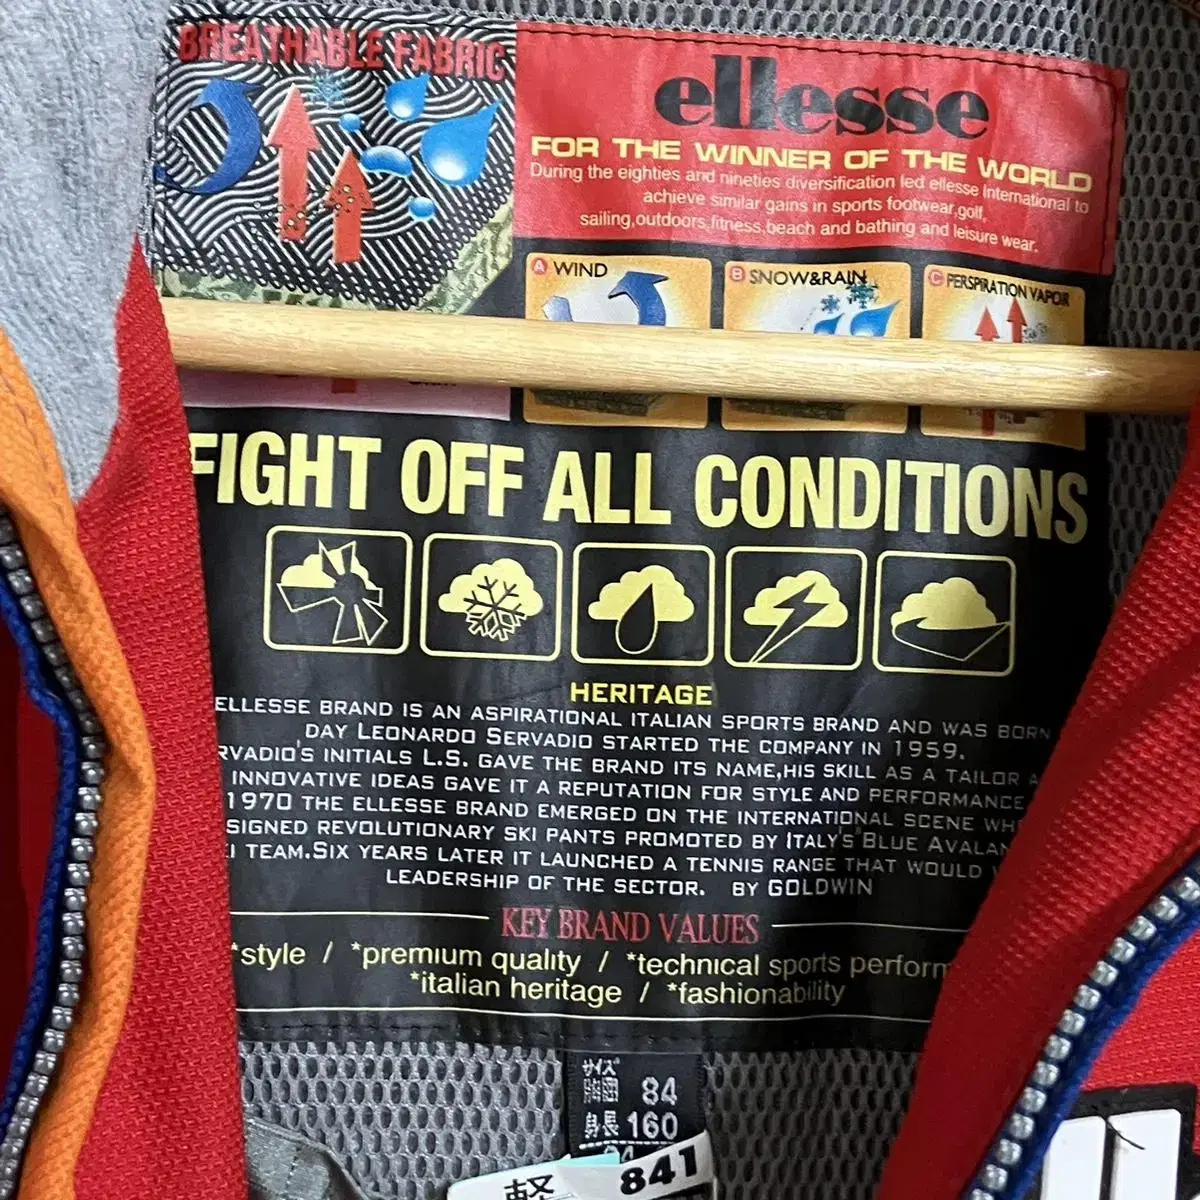 BREATHABLE FABRIC
ellesse
FOR THE WINNER OF THE WORLD
During the eighties and nineties diversification led ellesse International to
achieve similar gains in sports footwear,golf,
sailing,outdoors,fitness,beach and bathing and leisure wear.
A WIND
B SNOW&RAIN
C PERSPIRATION VAPOR
FIGHT OFF ALL CONDITIONS
HERITAGE
ELLESSE BRAND IS AN ASPIRATIONAL ITALIAN SPORTS BRAND AND WAS BORN
DAY LEONARDO SERVADIO STARTED THE COMPANY IN 1959.
RVADIO'S INITIALS L.S. GAVE THE BRAND ITS NAME,HIS SKILL AS A TAILOR
INNOVATIVE IDEAS GAVE IT A REPUTATION FOR STYLE AND PERFORMANCE
1970 THE ELLESSE BRAND EMERGED ON THE INTERNATIONAL SCENE WH
SIGNED REVOLUTIONARY SKI PANTS PROMOTED BY ITALY'S "BLUE AVALAN
I TEAM.SIX YEARS LATER IT LAUNCHED A TENNIS RANGE THAT WOULD
LEADERSHIP OF THE SECTOR. BY GOLDWIN
KEY BRAND VALUES
*style / *premium quality / *technical sports perform
*italian heritage / *fashionability
サイズ
胸囲 84
身長 160
軽 841